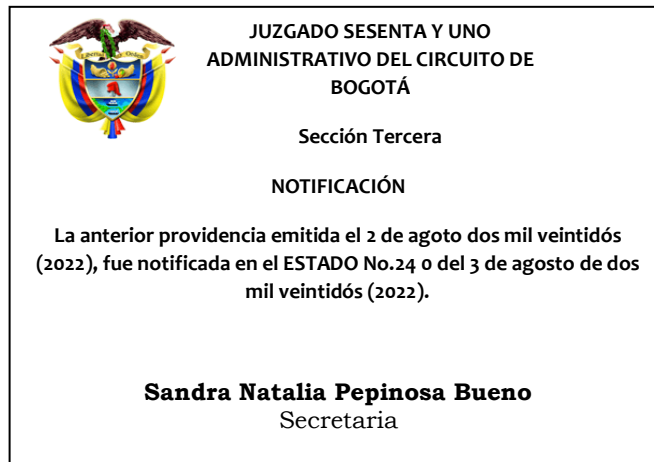 JUZGADO SESENTA Y UNO
ADMINISTRATIVO DEL CIRCUITO DE
BOGOTÁ
Sección Tercera
NOTIFICACIÓN
La anterior providencia emitida el 2 de agoto dos mil veintidós
(2022), fue notificada en el ESTADO No.24 0 del 3 de agosto de dos
mil veintidós (2022).
Sandra Natalia Pepinosa Bueno
Secretaria